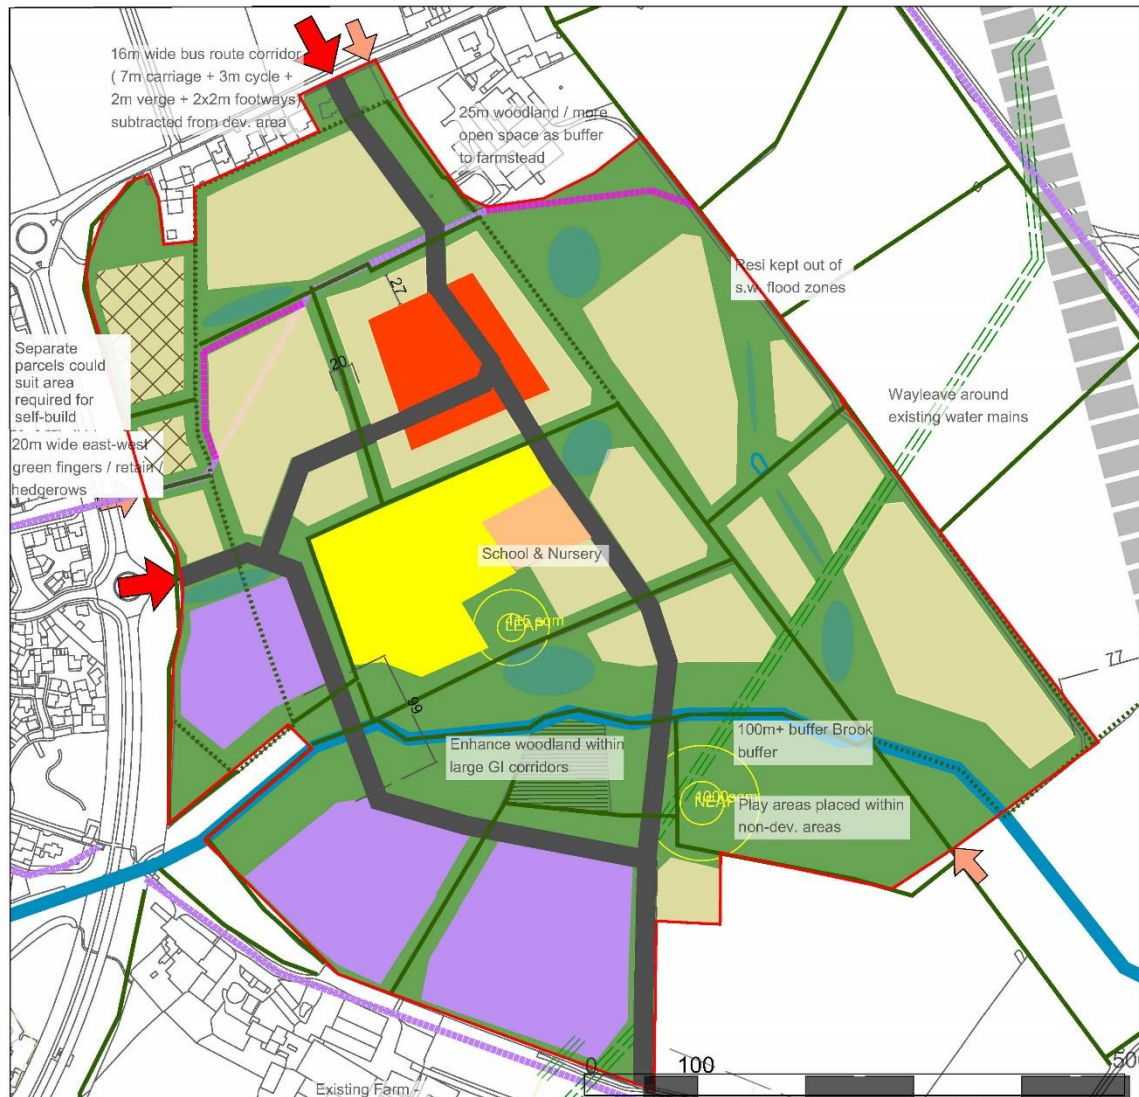 16m wide bus route corridor
( 7m carriage + 3m cycle +
2m verge + 2x2m footways)
subtracted from dev. area
25m woodland / more
open space as buffer
to farmstead
Resi kept out of
s.w. flood zones
27
20
Separate
parcels could
suit area
required for
self-build
20m wide east-west
green fingers / retain /
hedgerows
Wayleave around
existing water mains
School & Nursery
415 sqm
LEAP
77
99
Enhance woodland within
large GI corridors
100m+ buffer Brook
buffer
1000sqm
NEAP
Play areas placed within
non-dev. areas
Existing Farm -
0 100 500